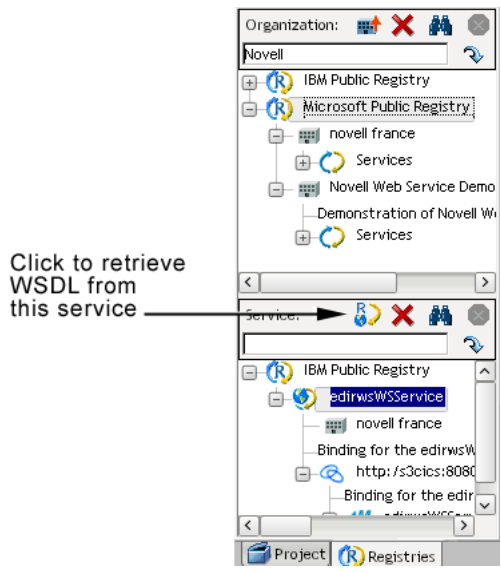 Organization:
Novell
IBM Public Registry
Microsoft Public Registry
novell france
Services
Novell Web Service Demo
Demonstration of Novell W
Services
Click to retrieve
WSDL from
this service
Service:
IBM Public Registry
edirwsWSService
novell france
Binding for the edirwsW
http:/s3cics:8080
Binding for the edir
Project
Registries